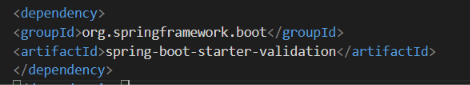 <dependency>
<groupId>org.springframework.boot</groupId>
<artifactId>spring-boot-starter-validation</artifactId>
</dependency>